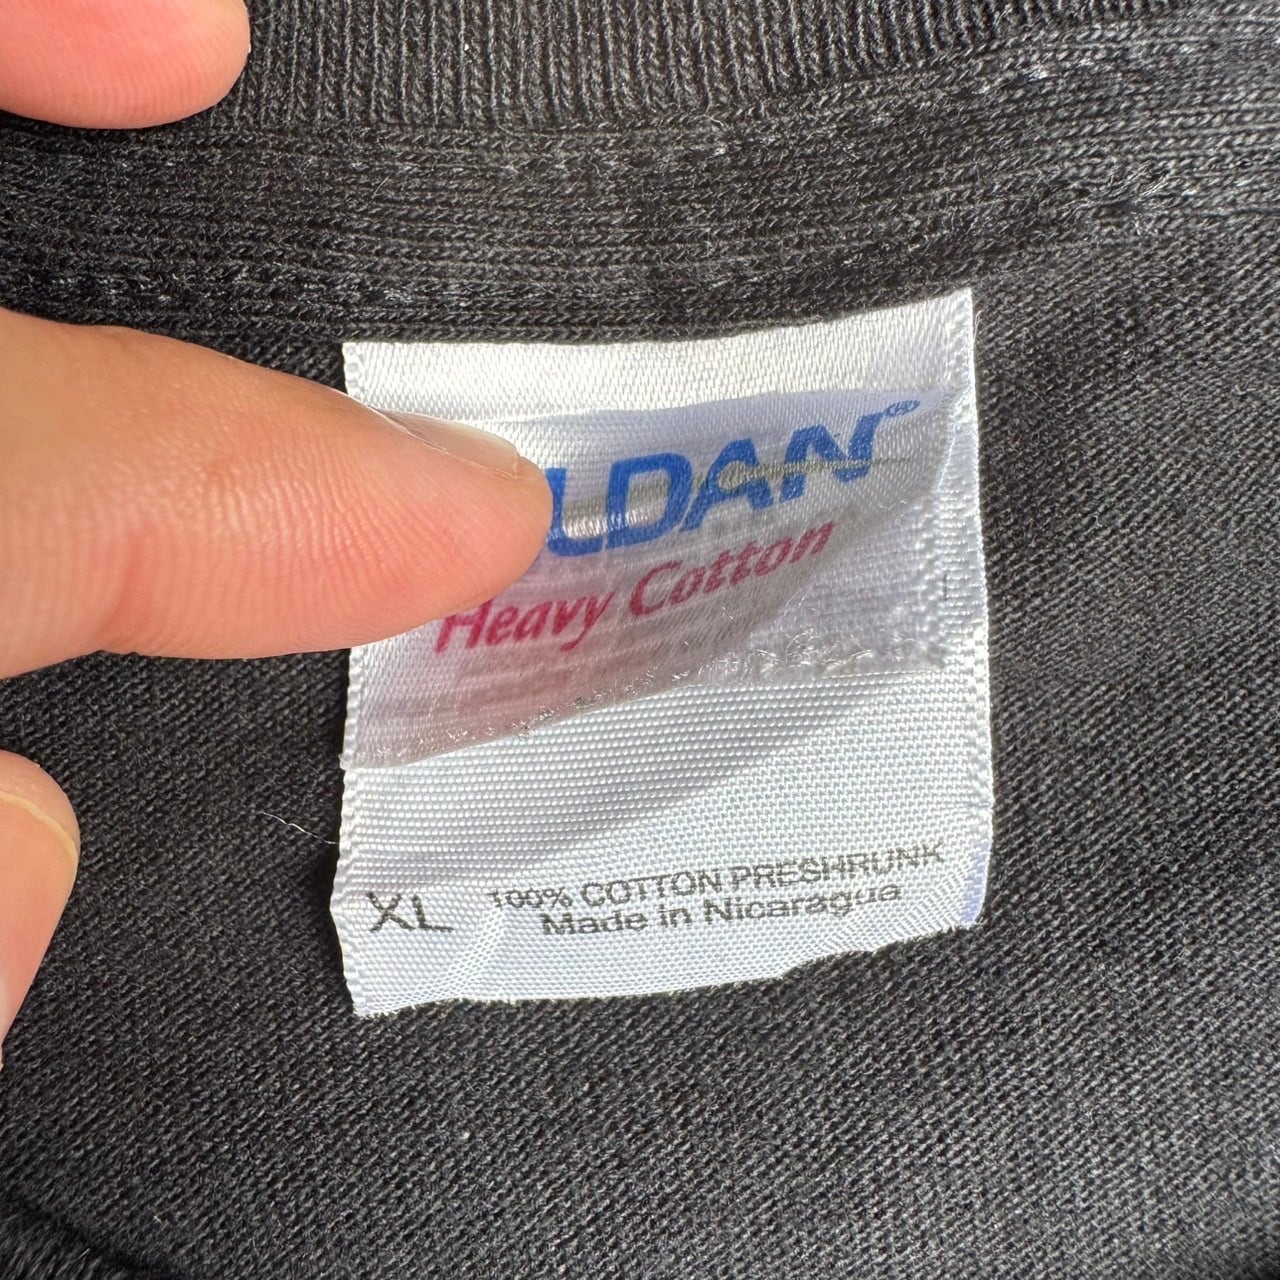 LDAN®
Heavy Cotton
XL
100% COTTON PRESHRUNK
Made in Nicaragua